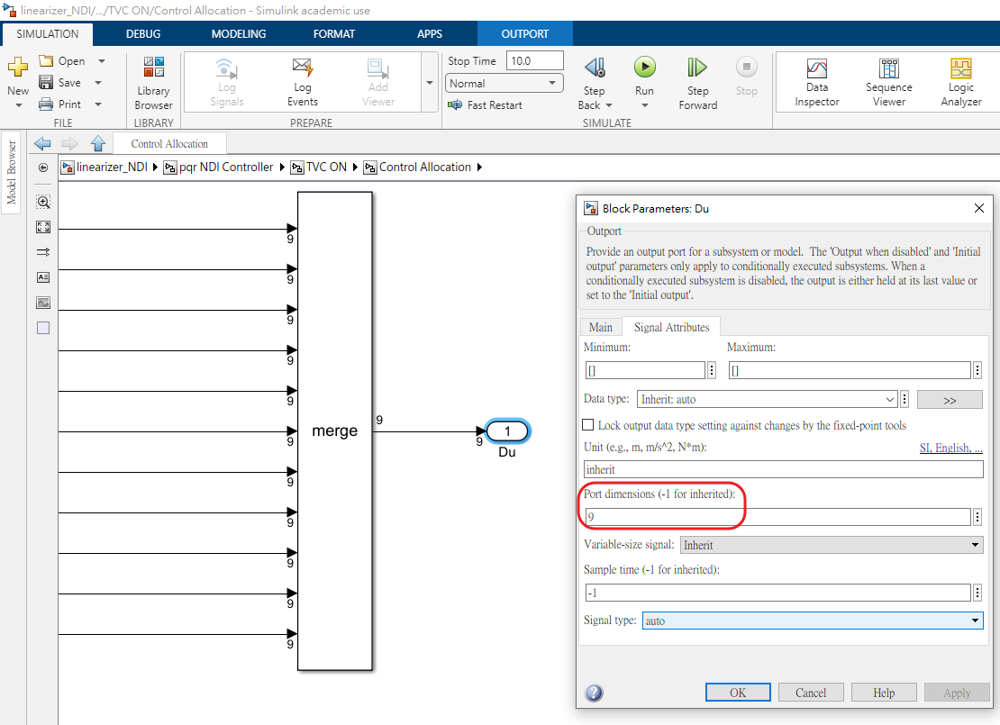 linearizer_NDI/.../TVC ON/Control Allocation - Simulink academic use
SIMULATION DEBUG MODELING FORMAT APPS OUTPORT
New
Open
Save
Print
FILE
Library Browser
LIBRARY
Log Signals
Log Events
Add Viewer
PREPARE
Stop Time 10.0
Normal
Fast Restart
Step Back
Run
Step Forward
Stop
SIMULATE
Data Inspector
Sequence Viewer
Logic Analyzer
Model Browser
Control Allocation
linearizer_NDI pqr NDI Controller TVC ON Control Allocation
9
9
9
9
9
9
9
9
9
9
9
merge
9
9
1
Du
Block Parameters: Du
Outport
Provide an output port for a subsystem or model. The 'Output when disabled' and 'Initial
output' parameters only apply to conditionally executed subsystems. When a
conditionally executed subsystem is disabled, the output is either held at its last value or
set to the 'Initial output'.
Main Signal Attributes
Minimum: Maximum:
[] []
Data type: Inherit: auto >>
Lock output data type setting against changes by the fixed-point tools
Unit (e.g., m, m/s^2, N*m): SI, English, ...
inherit
Port dimensions (-1 for inherited):
9
Variable-size signal: Inherit
Sample time (-1 for inherited):
-1
Signal type: auto
? OK Cancel Help Apply